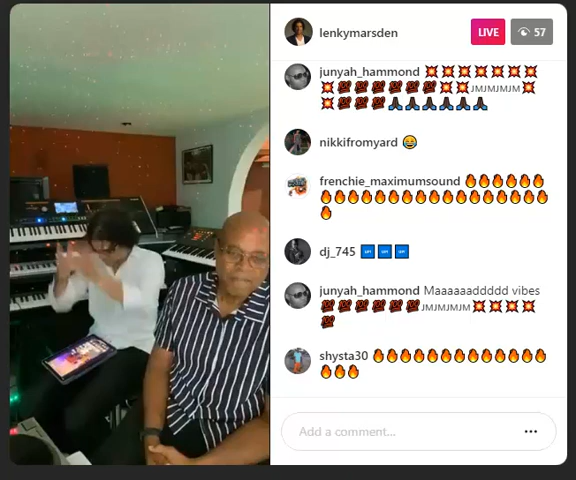 lenkymarsden
LIVE
57
junyah_hammond 💥💥💥💥💥💥💥
💥💯💯💯💯💯💯💥💥JMJMJMJM💥
💥💯💯💯🙏🏿🙏🏿🙏🏿🙏🏿🙏🏿🙏🏿
nikkifromyard 😂
frenchie_maximumsound 🔥🔥🔥🔥🔥🔥
🔥🔥🔥🔥🔥🔥🔥🔥🔥🔥🔥🔥🔥🔥🔥🔥🔥
🔥
dj_745 🆙🆙🆙
junyah_hammond Maaaaaaddddd vibes
💯💯💯💯💯💯JMJMJMJM💥💥💥💥
💯
shysta30 🔥🔥🔥🔥🔥🔥🔥🔥🔥🔥🔥🔥🔥
🔥🔥🔥
Add a comment...